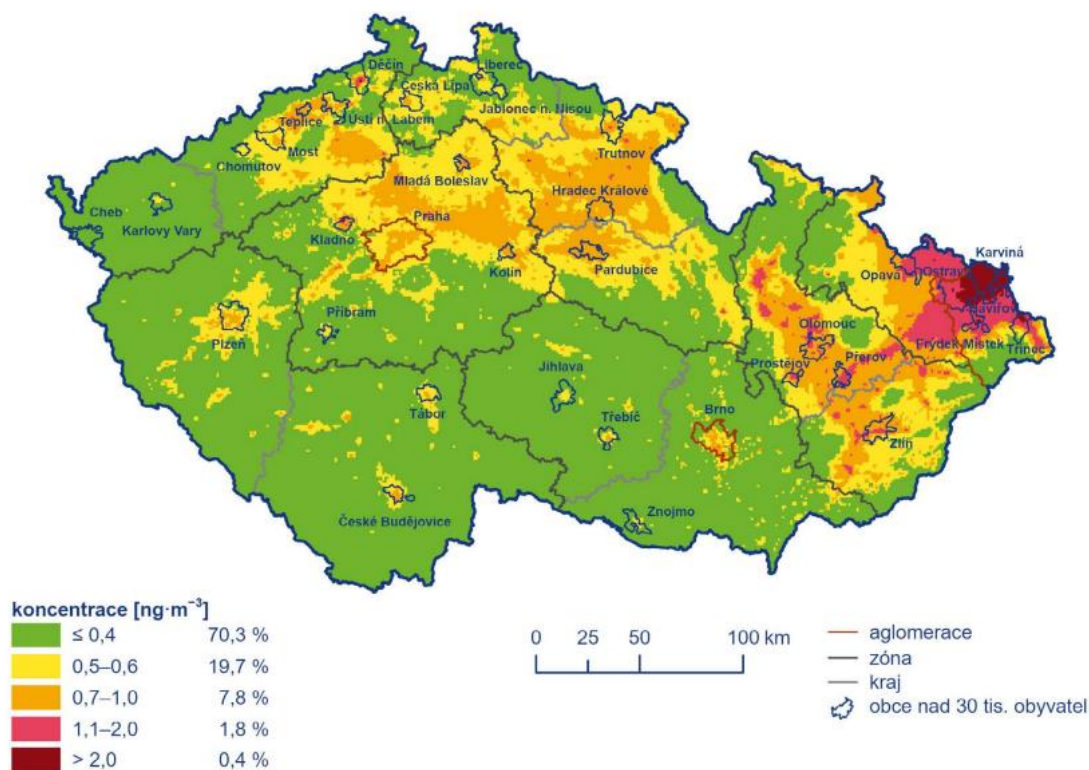 Děčín
Liberec
Česká Lípa
Jablonec n. Nisou
Teplice
Ústí n. Labem
Trutnov
Most
Chomutov
Mladá Boleslav
Hradec Králové
Cheb
Karlovy Vary
Praha
Kladno
Kolín
Pardubice
Karviná
Opava
Ostrava
Havířov
Příbram
Plzeň
Olomouc
Frýdek Místek
Třinec
Prostějov
Přerov
Jihlava
Tábor
Třebíč
Brno
Zlín
České Budějovice
Znojmo
koncentrace [ng·m⁻³]
≤ 0,4 70,3 %
0,5–0,6 19,7 %
0,7–1,0 7,8 %
1,1–2,0 1,8 %
> 2,0 0,4 %
0 25 50 100 km
aglomerace
zóna
kraj
obce nad 30 tis. obyvatel